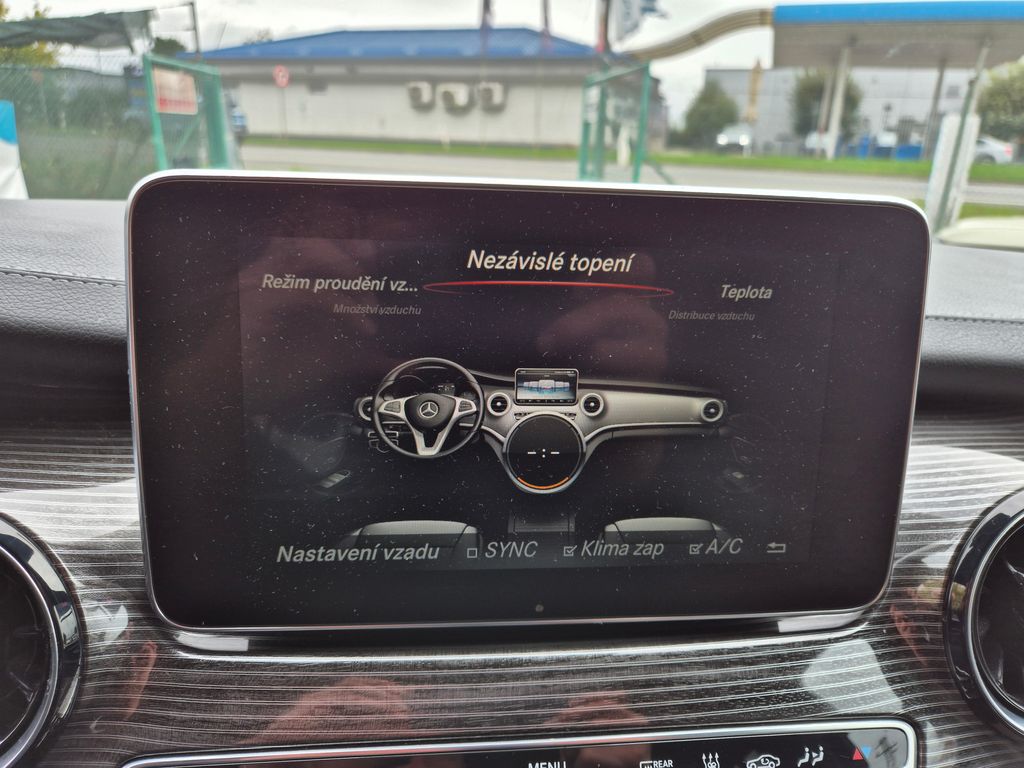 Nezávislé topení
Režim proudění vz...
Teplota
Množství vzduchu
Distribuce vzduchu
Nastavení vzadu
SYNC
Klima zap
A/C
MENU
REAR